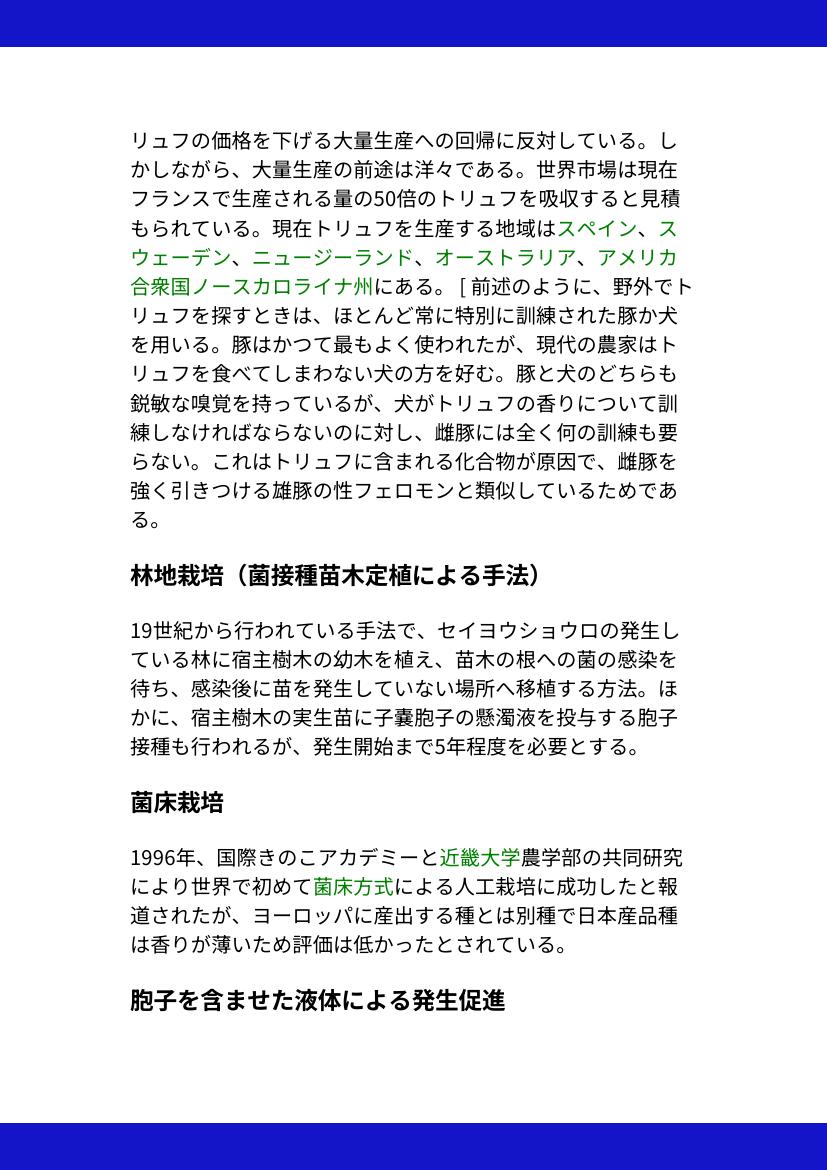 リュフの価格を下げる大量生産への回帰に反対している。し
かしながら、大量生産の前途は洋々である。世界市場は現在
フランスで生産される量の50倍のトリュフを吸収すると見積
もられている。現在トリュフを生産する地域はスペイン、ス
ウェーデン、ニュージーランド、オーストラリア、アメリカ
合衆国ノースカロライナ州にある。 [ 前述のように、野外でト
リュフを探すときは、ほとんど常に特別に訓練された豚か犬
を用いる。豚はかつて最もよく使われたが、現代の農家はト
リュフを食べてしまわない犬の方を好む。豚と犬のどちらも
鋭敏な嗅覚を持っているが、犬がトリュフの香りについて訓
練しなければならないのに対し、雌豚には全く何の訓練も要
らない。これはトリュフに含まれる化合物が原因で、雌豚を
強く引きつける雄豚の性フェロモンと類似しているためであ
る。
林地栽培（菌接種苗木定植による手法）
19世紀から行われている手法で、セイヨウショウロの発生し
ている林に宿主樹木の幼木を植え、苗木の根への菌の感染を
待ち、感染後に苗を発生していない場所へ移植する方法。ほ
かに、宿主樹木の実生苗に子嚢胞子の懸濁液を投与する胞子
接種も行われるが、発生開始まで5年程度を必要とする。
菌床栽培
1996年、国際きのこアカデミーと近畿大学農学部の共同研究
により世界で初めて菌床方式による人工栽培に成功したと報
道されたが、ヨーロッパに産出する種とは別種で日本産品種
は香りが薄いため評価は低かったとされている。
胞子を含ませた液体による発生促進